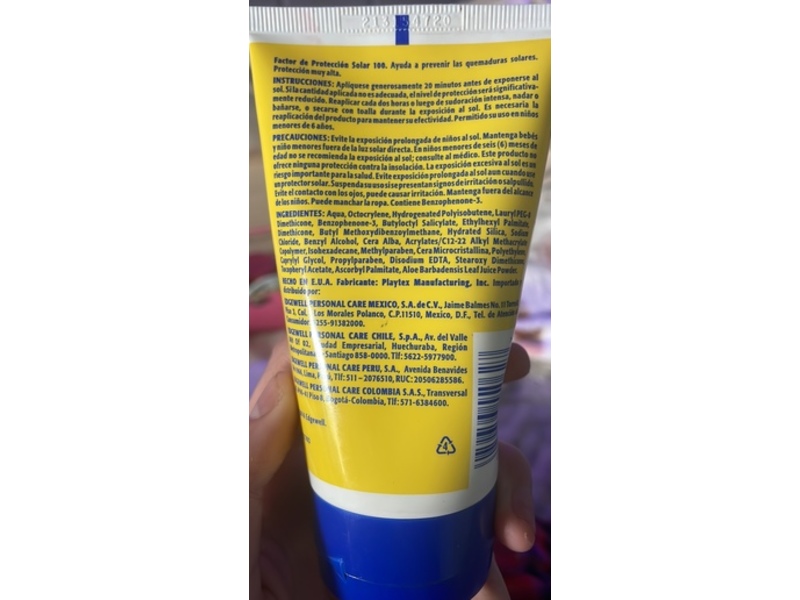 Factor de Protección Solar 100. Ayuda a prevenir las quemaduras solares.
Protección muy alta.
INSTRUCCIONES: Aplíquese generosamente 20 minutos antes de exponerse al
sol. Si la cantidad aplicada no es adecuada, el nivel de protección será significativa-
mente reducido. Reaplicar cada dos horas o luego de sudoración intensa, nadar o
bañarse, o secarse con toalla durante la exposición al sol. Es necesaria la
reaplicación del producto para mantener su efectividad. Permitido su uso en niños
menores de 6 años.
PRECAUCIONES: Evite la exposición prolongada de niños al sol. Mantenga bebés
y niño menores fuera de la luz solar directa. En niños menores de seis (6) meses de
edad no se recomienda la exposición al sol; consulte al médico. Este producto no
ofrece ninguna protección contra la insolación. La exposición excesiva al sol es un
riesgo importante para la salud. Evite exposición prolongada al sol aun cuando use
un protector solar. Suspenda su uso si se presentan signos de irritación o salpullido.
Evite el contacto con los ojos, puede causar irritación. Mantenga fuera del alcance
de los niños. Puede manchar la ropa. Contiene Benzophenone-3.
INGREDIENTES: Aqua, Octocrylene, Hydrogenated Polyisobutene, Lauryl PEG-8
Dimethicone, Benzophenone-3, Butyloctyl Salicylate, Ethylhexyl Palmitate,
Dimethicone, Butyl Methoxydibenzoylmethane, Hydrated Silica, Sodium
Chloride, Benzyl Alcohol, Cera Alba, Acrylates/C12-22 Alkyl Methacrylate
Copolymer, Isohexadecane, Methylparaben, Cera Microcristallina, Polyethylene,
Caprylyl Glycol, Propylparaben, Disodium EDTA, Stearoxy Dimethicone,
Tocopheryl Acetate, Ascorbyl Palmitate, Aloe Barbadensis Leaf Juice Powder.
HECHO EN E.U.A. Fabricante: Playtex Manufacturing, Inc. Importado
distribuido por:
EDGEWELL PERSONAL CARE MEXICO, S.A. de C.V., Jaime Balmes No. 11
Piso 1, Col. Los Morales Polanco, C.P. 11510, Mexico, D.F., Tel. de Atención
255-91382000.
EDGEWELL PERSONAL CARE CHILE, S.p.A., Av. del Valle
Empresarial, Huechuraba, Región
Santiago 858-0000. Tlf: 5622-5977900.
EDGEWELL PERSONAL CARE PERU, S.A., Avenida Benavides
Lima, Perú, Tlf: 511-2076510, RUC: 20506285586.
EDGEWELL PERSONAL CARE COLOMBIA S.A.S., Transversal
Piso 8, Bogotá-Colombia, Tlf: 571-6384600.
Edgewell.
4